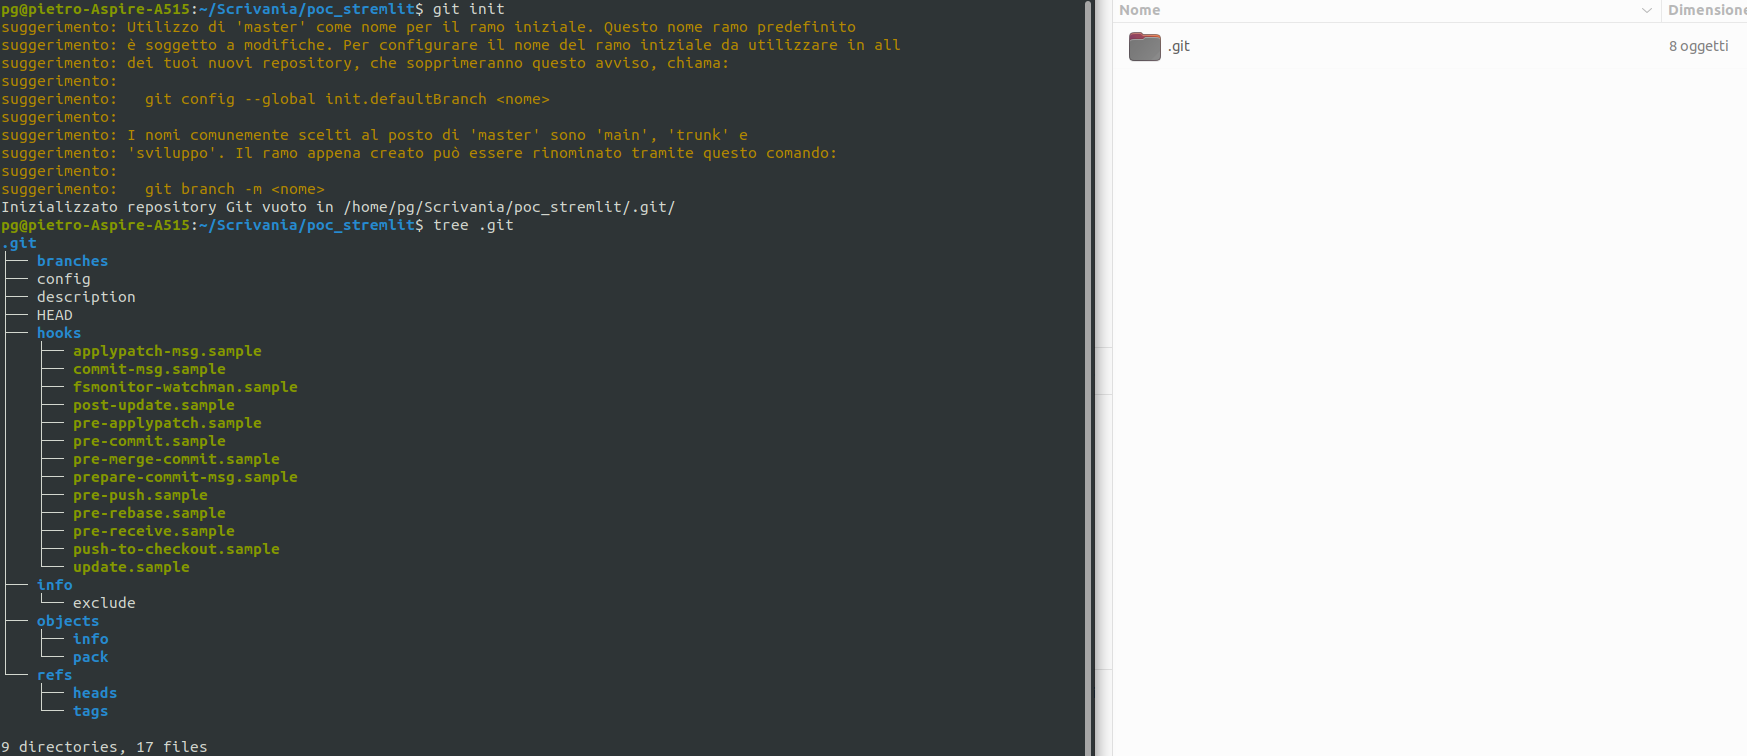 pg@pietro-Aspire-A515:~/Scrivania/poc_stremlit$ git init
suggerimento: Utilizzo di 'master' come nome per il ramo iniziale. Questo nome ramo predefinito
suggerimento: è soggetto a modifiche. Per configurare il nome del ramo iniziale da utilizzare in all
suggerimento: dei tuoi nuovi repository, che sopprimeranno questo avviso, chiama:
suggerimento:
suggerimento:   git config --global init.defaultBranch <nome>
suggerimento:
suggerimento: I nomi comunemente scelti al posto di 'master' sono 'main', 'trunk' e
suggerimento: 'sviluppo'. Il ramo appena creato può essere rinominato tramite questo comando:
suggerimento:
suggerimento:   git branch -m <nome>
Inizializzato repository Git vuoto in /home/pg/Scrivania/poc_stremlit/.git/
pg@pietro-Aspire-A515:~/Scrivania/poc_stremlit$ tree .git
.git
├── branches
├── config
├── description
├── HEAD
├── hooks
│   ├── applypatch-msg.sample
│   ├── commit-msg.sample
│   ├── fsmonitor-watchman.sample
│   ├── post-update.sample
│   ├── pre-applypatch.sample
│   ├── pre-commit.sample
│   ├── pre-merge-commit.sample
│   ├── prepare-commit-msg.sample
│   ├── pre-push.sample
│   ├── pre-rebase.sample
│   ├── pre-receive.sample
│   ├── push-to-checkout.sample
│   └── update.sample
├── info
│   └── exclude
├── objects
│   ├── info
│   └── pack
└── refs
    ├── heads
    └── tags

9 directories, 17 files
Nome Dimensione
.git 8 oggetti